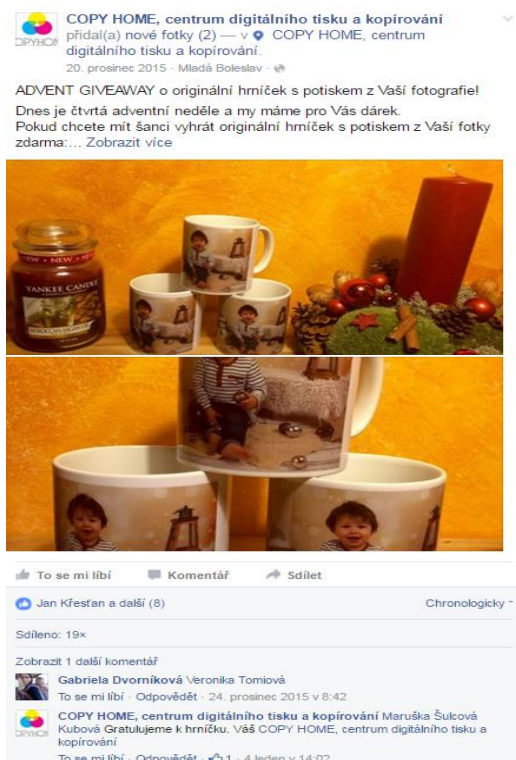 COPY HOME, centrum digitálního tisku a kopírování
přidal(a) nové fotky (2) — v COPY HOME, centrum
digitálního tisku a kopírování.
20. prosinec 2015 · Mladá Boleslav ·
ADVENT GIVEAWAY o originální hrníček s potiskem z Vaší fotografie!
Dnes je čtvrtá adventní neděle a my máme pro Vás dárek.
Pokud chcete mít šanci vyhrát originální hrníček s potiskem z Vaší fotky
zdarma:... Zobrazit více
NEW • NEW • NEW
YANKEE CANDLE
To se mi líbí Komentář Sdílet
Jan Křesťan a další (8) Chronologicky
Sdíleno: 19×
Zobrazit 1 další komentář
Gabriela Dvorníková Veronika Tomiová
To se mi líbí · Odpovědět · 24. prosinec 2015 v 8:42
COPY HOME, centrum digitálního tisku a kopírování Maruška Šulcová
Kubová Gratulujeme k hrníčku. Váš COPY HOME, centrum digitálního tisku a
kopírování
To se mi líbí · Odpovědět · 1 · 4 leden v 14:02